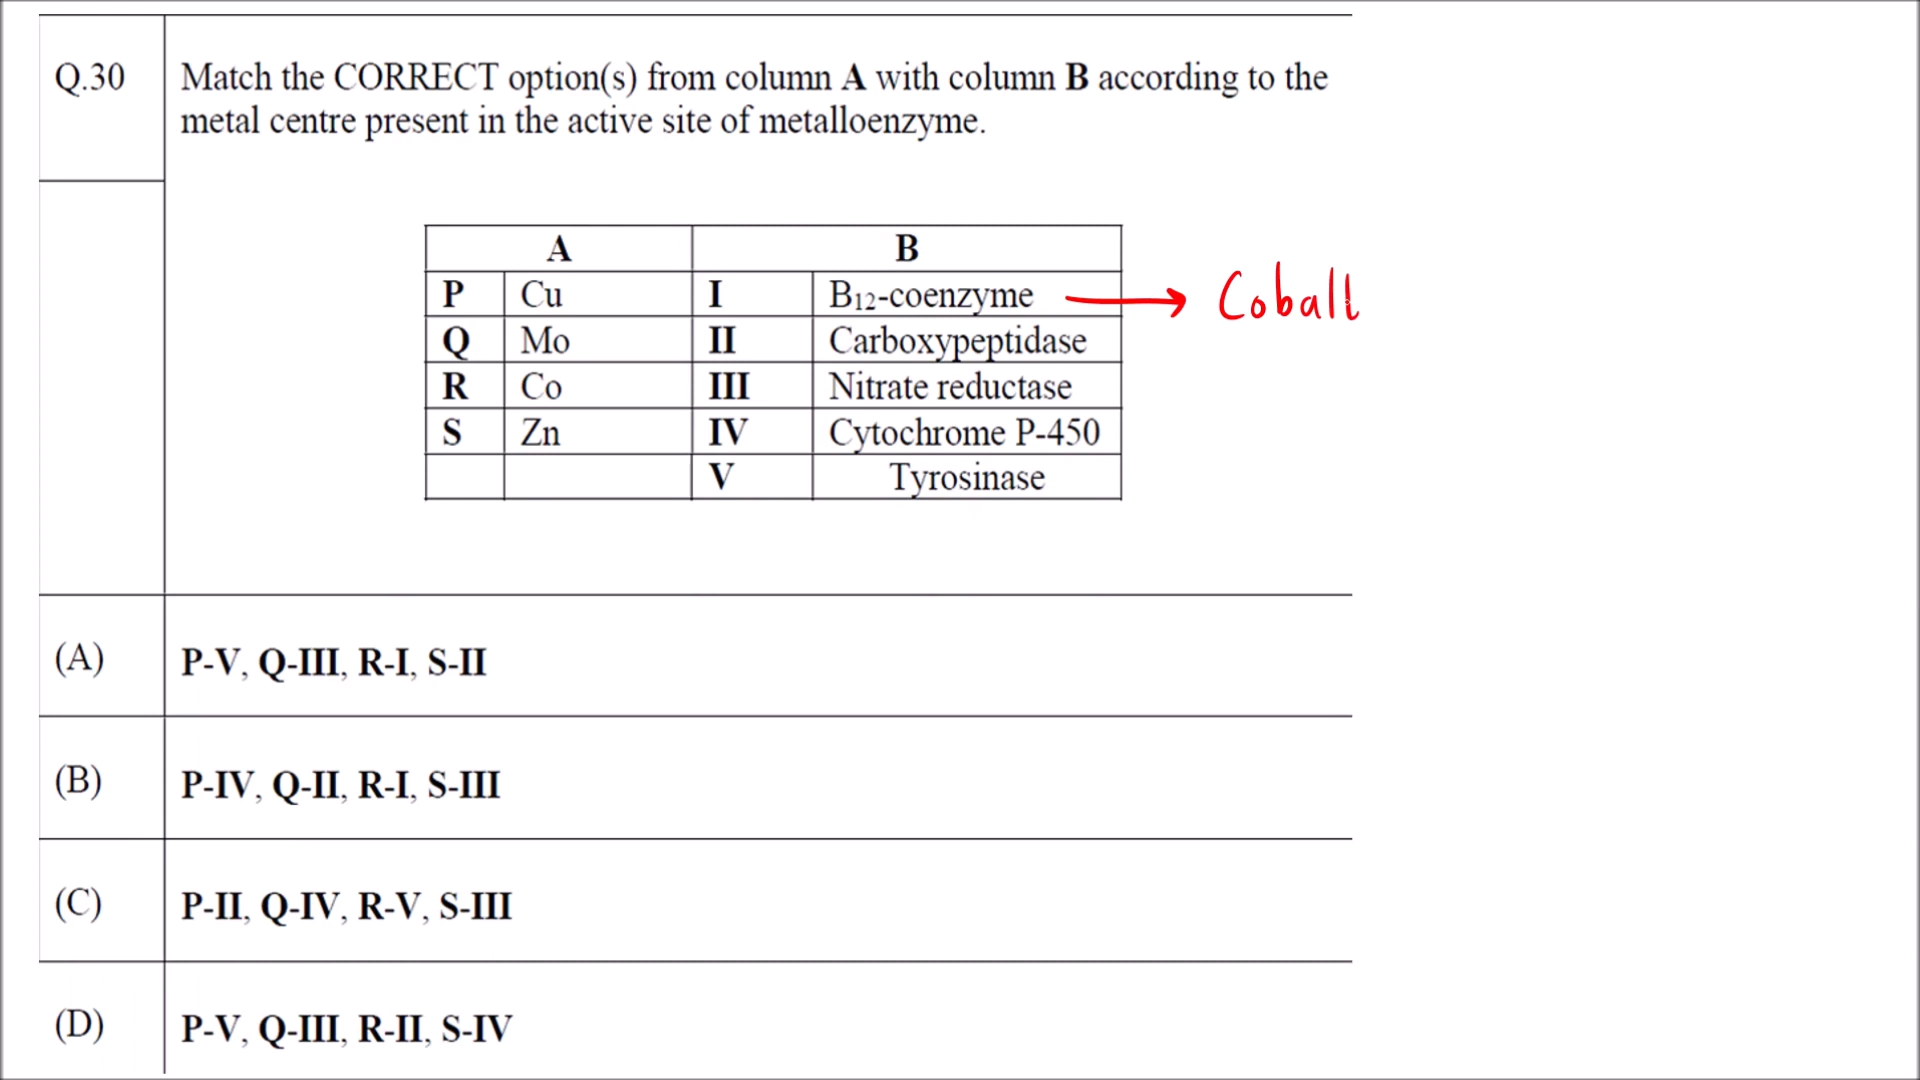 Q.30 Match the CORRECT option(s) from column A with column B according to the
metal centre present in the active site of metalloenzyme.
A B
P Cu I B₁₂-coenzyme → Cobalt
Q Mo II Carboxypeptidase
R Co III Nitrate reductase
S Zn IV Cytochrome P-450
V Tyrosinase
(A) P-V, Q-III, R-I, S-II
(B) P-IV, Q-II, R-I, S-III
(C) P-II, Q-IV, R-V, S-III
(D) P-V, Q-III, R-II, S-IV